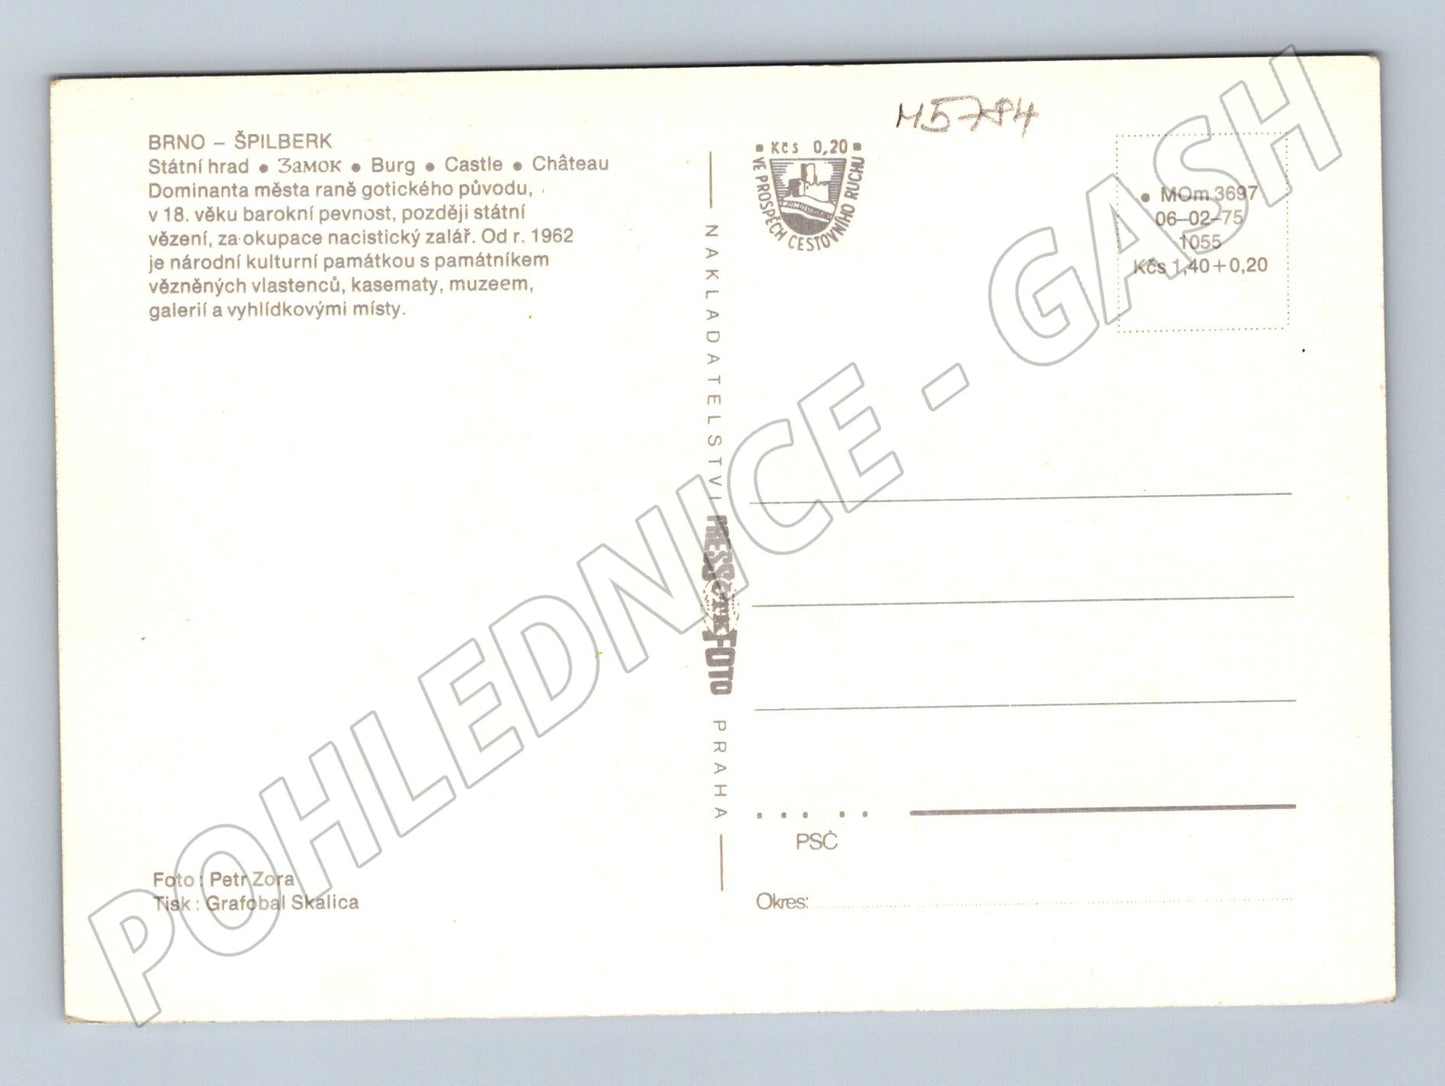 M5784
BRNO – ŠPILBERK
Státní hrad • Замок • Burg • Castle • Château
Dominanta města raně gotického původu,
v 18. věku barokní pevnost, později státní
vězení, za okupace nacistický zalář. Od r. 1962
je národní kulturní památkou s památníkem
vězněných vlastenců, kasematy, muzeem,
galerií a vyhlídkovými místy.
Foto : Petr Zora
Tisk : Grafobal Skalica
NAKLADATELSTVI PRESSFOTO PRAHA
ČTK
Kčs 0,20
VE PROSPĚCH CESTOVNÍHO RUCHU
• MOm 3697
06–02–75
1055
Kčs 1,40 + 0,20
PSČ
Okres:
POHLEDNICE - GASH